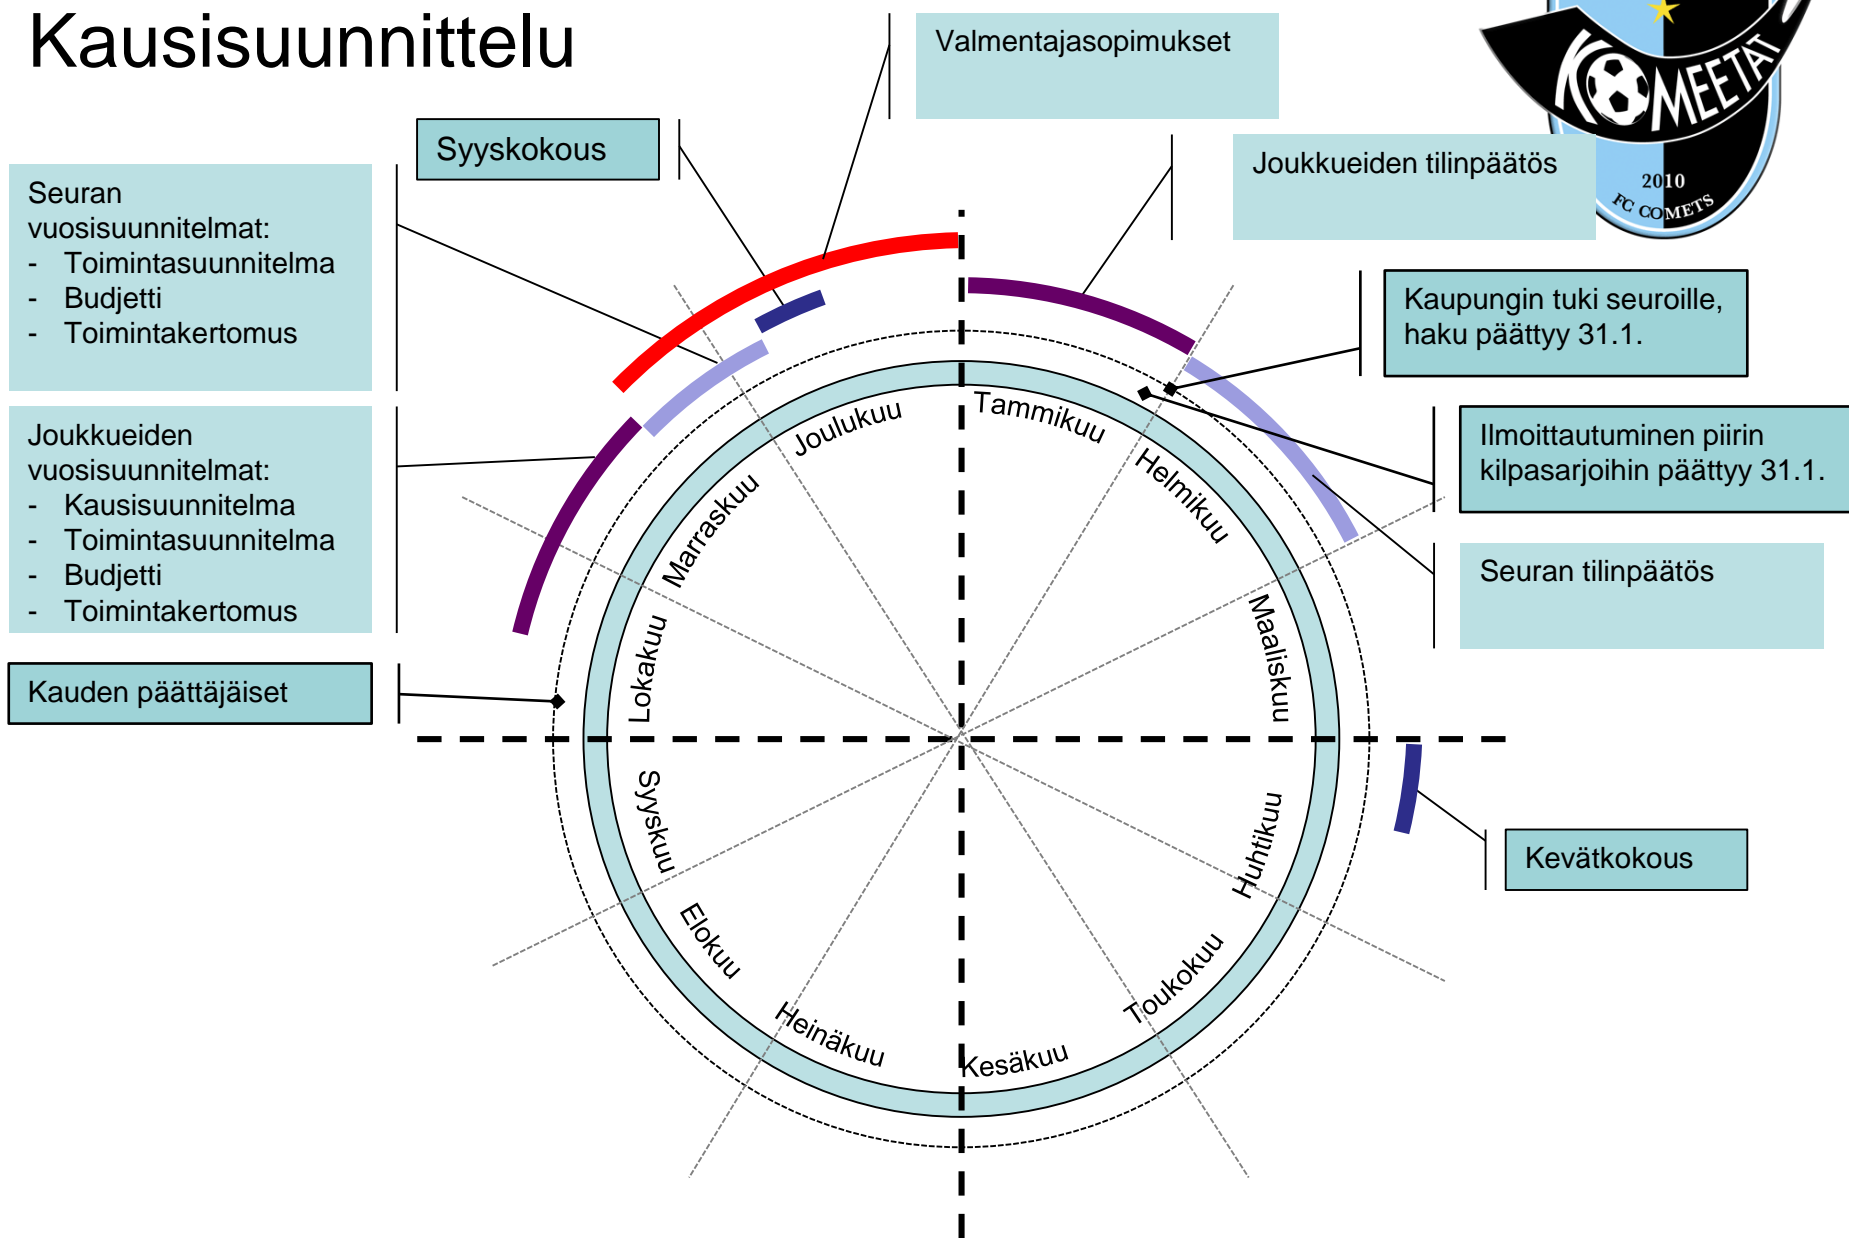 Kausisuunnittelu
Valmentajasopimukset
KOMEETAT
2010
FC COMETS
Syyskokous
Joukkueiden tilinpäätös
Seuran
vuosisuunnitelmat:
- Toimintasuunnitelma
- Budjetti
- Toimintakertomus
Kaupungin tuki seuroille,
haku päättyy 31.1.
Joukkueiden
vuosisuunnitelmat:
- Kausisuunnitelma
- Toimintasuunnitelma
- Budjetti
- Toimintakertomus
Ilmoittautuminen piirin
kilpasarjoihin päättyy 31.1.
Seuran tilinpäätös
Kauden päättäjäiset
Kevätkokous
Tammikuu
Helmikuu
Maaliskuu
Huhtikuu
Toukokuu
Kesäkuu
Heinäkuu
Elokuu
Syyskuu
Lokakuu
Marraskuu
Joulukuu